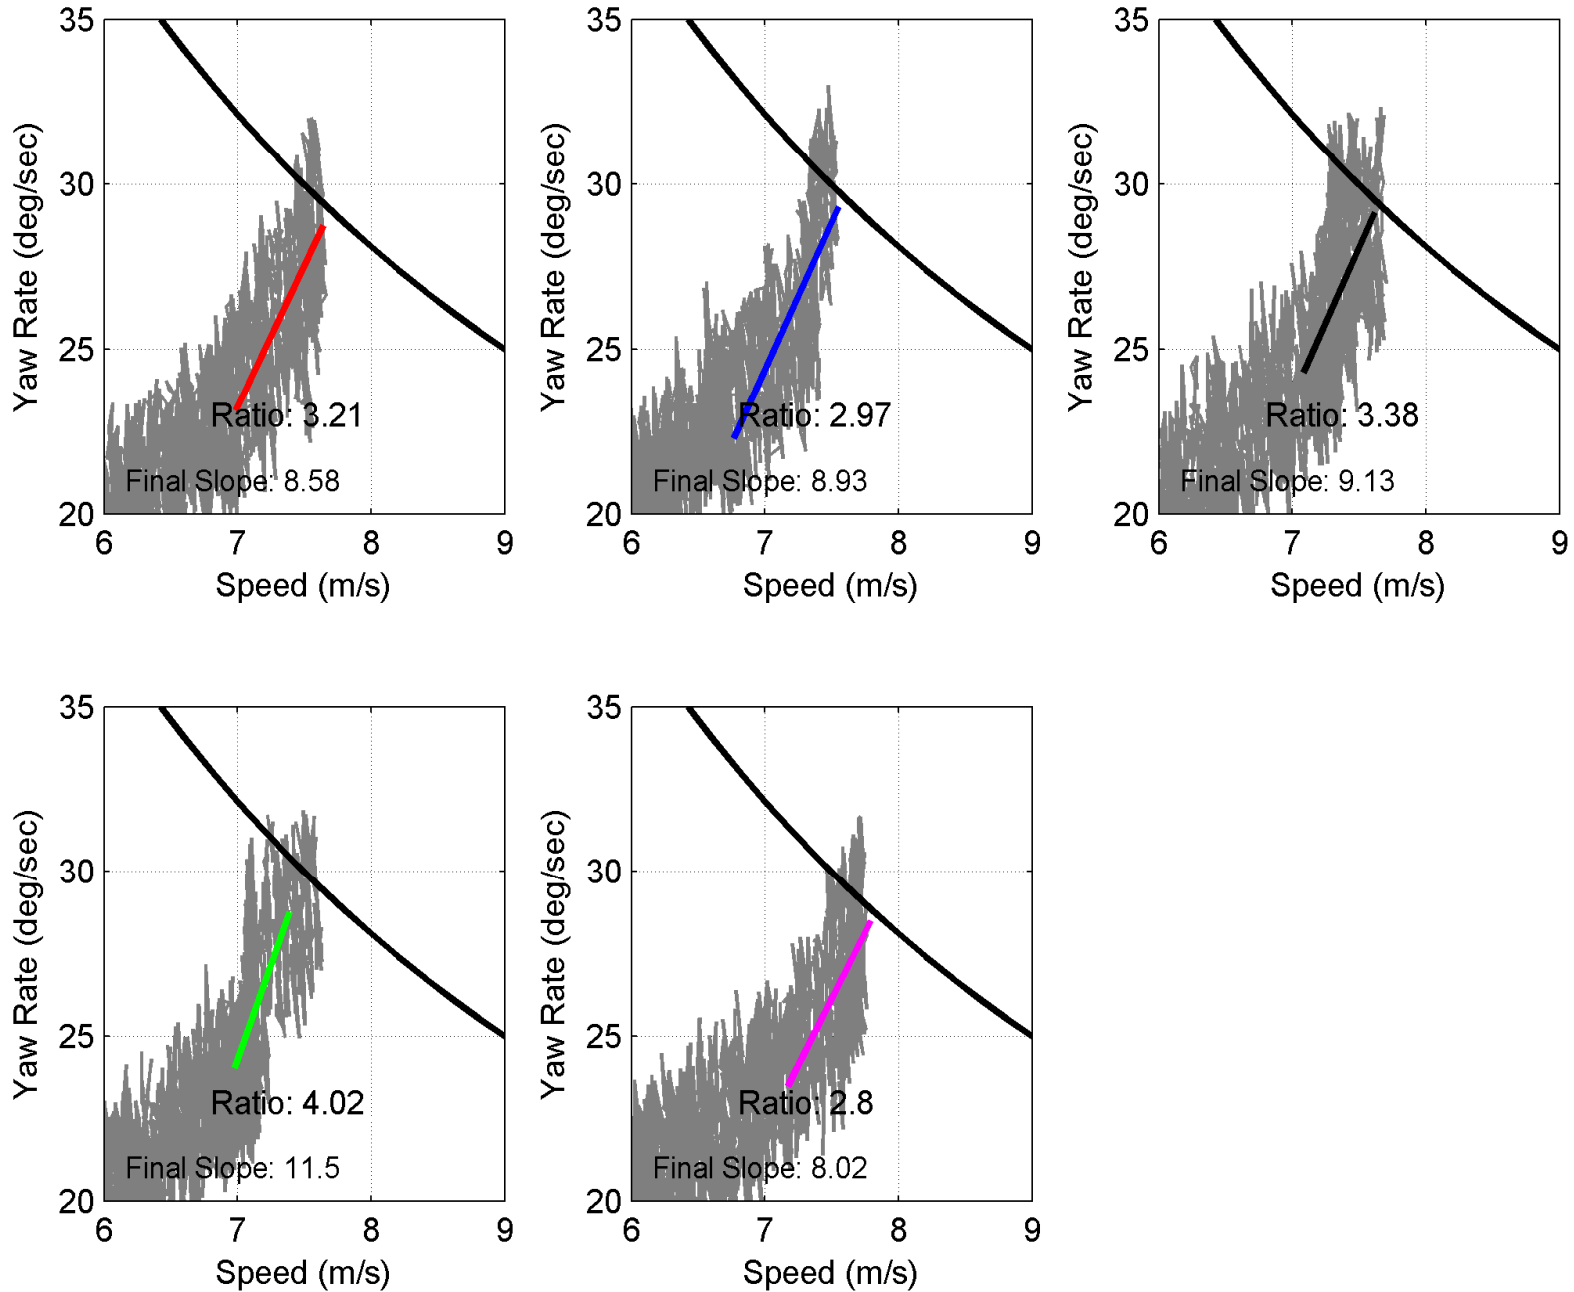 35
30
25
20
Yaw Rate (deg/sec)
Ratio: 3.21
Final Slope: 8.58
6 7 8 9
Speed (m/s)
35
30
25
20
Yaw Rate (deg/sec)
Ratio: 2.97
Final Slope: 8.93
6 7 8 9
Speed (m/s)
35
30
25
20
Yaw Rate (deg/sec)
Ratio: 3.38
Final Slope: 9.13
6 7 8 9
Speed (m/s)
35
30
25
20
Yaw Rate (deg/sec)
Ratio: 4.02
Final Slope: 11.5
6 7 8 9
Speed (m/s)
35
30
25
20
Yaw Rate (deg/sec)
Ratio: 2.8
Final Slope: 8.02
6 7 8 9
Speed (m/s)